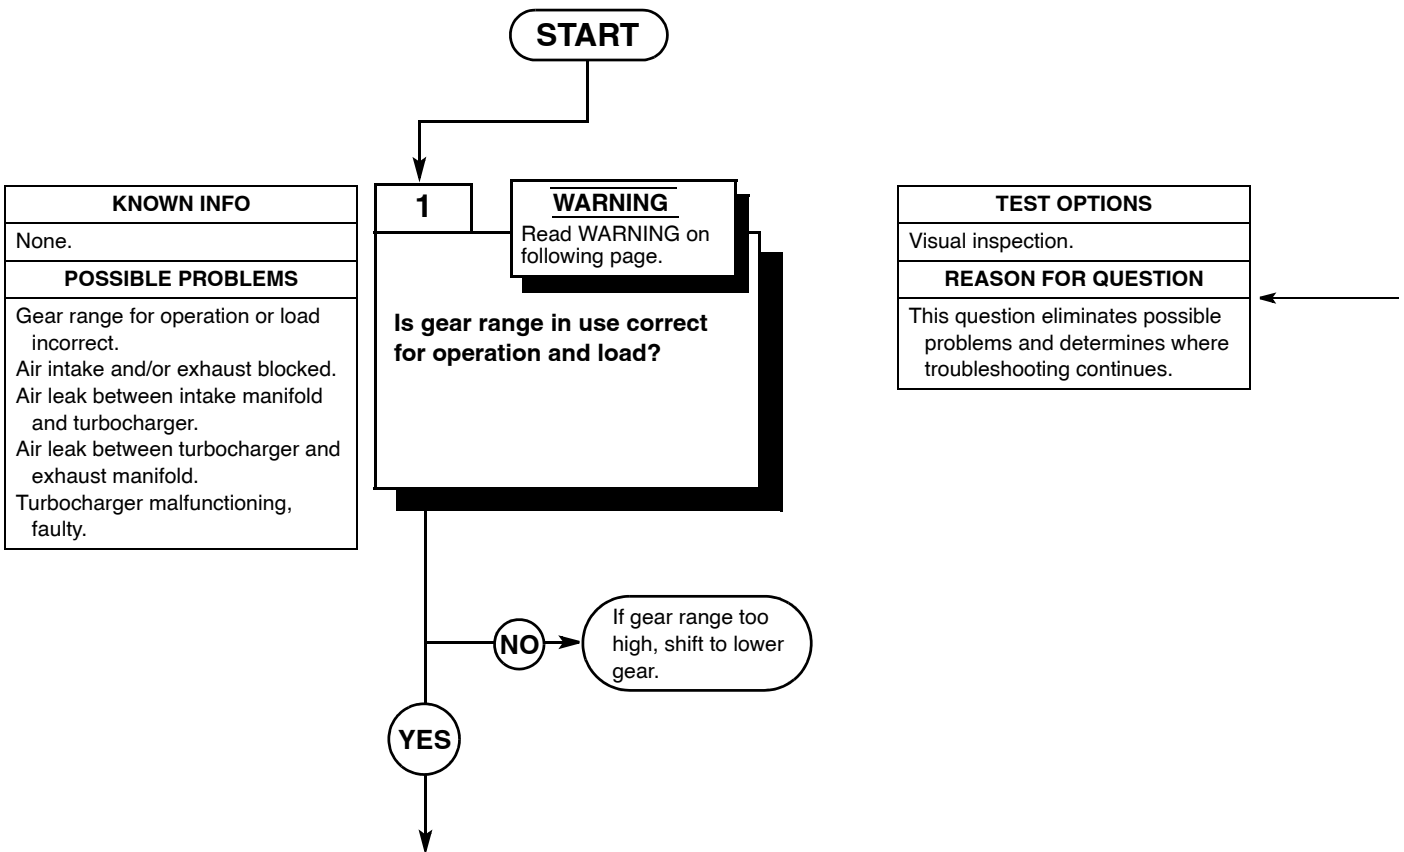 START
KNOWN INFO
None.
POSSIBLE PROBLEMS
Gear range for operation or load
incorrect.
Air intake and/or exhaust blocked.
Air leak between intake manifold
and turbocharger.
Air leak between turbocharger and
exhaust manifold.
Turbocharger malfunctioning,
faulty.
1
WARNING
Read WARNING on
following page.
Is gear range in use correct
for operation and load?
TEST OPTIONS
Visual inspection.
REASON FOR QUESTION
This question eliminates possible
problems and determines where
troubleshooting continues.
NO
If gear range too
high, shift to lower
gear.
YES